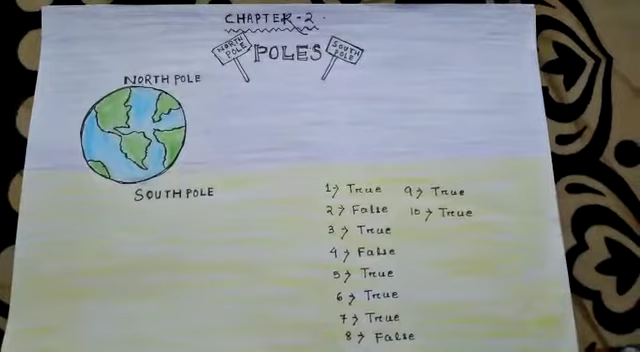 CHAPTER-2.
NORTH POLE
POLES
SOUTH POLE
NORTH POLE
SOUTH POLE
1> True
2> False
3> True
4> False
5> True
6> True
7> True
8> False
9> True
10> True